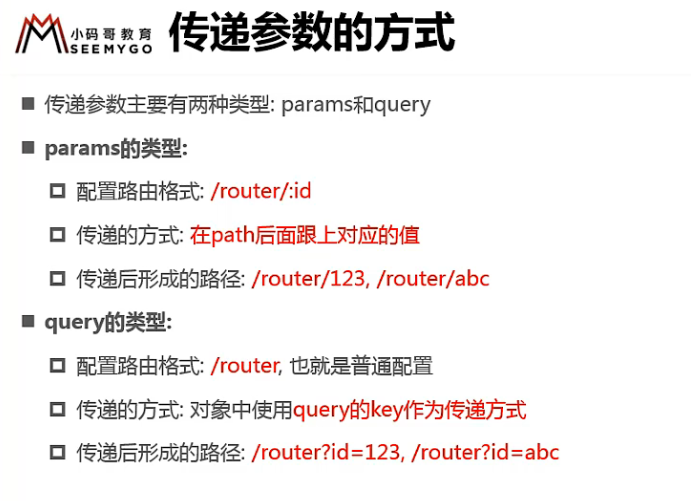 小码哥教育
SEEMYGO
传递参数的方式
传递参数主要有两种类型: params和query
params的类型:
配置路由格式: /router/:id
传递的方式: 在path后面跟上对应的值
传递后形成的路径: /router/123, /router/abc
query的类型:
配置路由格式: /router, 也就是普通配置
传递的方式: 对象中使用query的key作为传递方式
传递后形成的路径: /router?id=123, /router?id=abc